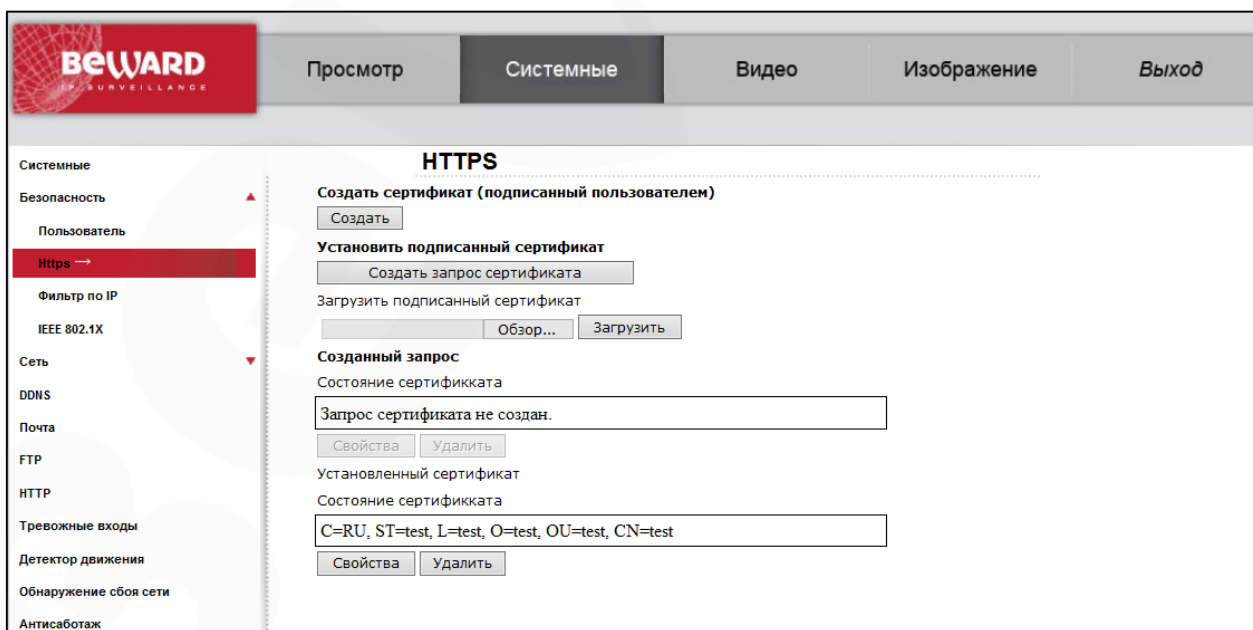 BEWARD
IP SURVEILLANCE
Просмотр
Системные
Видео
Изображение
Выход
Системные
Безопасность
Пользователь
Https →
Фильтр по IP
IEEE 802.1X
Сеть
DDNS
Почта
FTP
HTTP
Тревожные входы
Детектор движения
Обнаружение сбоя сети
Антисаботаж
HTTPS
Создать сертификат (подписанный пользователем)
Создать
Установить подписанный сертификат
Создать запрос сертификата
Загрузить подписанный сертификат
Обзор... Загрузить
Созданный запрос
Состояние сертификката
Запрос сертификата не создан.
Свойства Удалить
Установленный сертификат
Состояние сертификката
C=RU, ST=test, L=test, O=test, OU=test, CN=test
Свойства Удалить